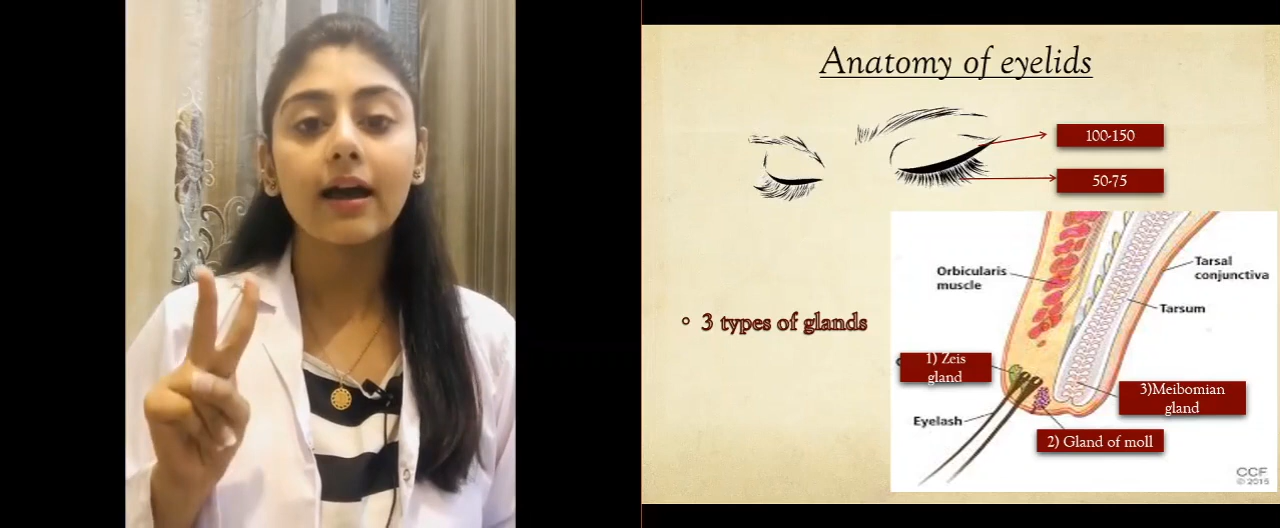 Anatomy of eyelids
100-150
50-75
• 3 types of glands
Orbicularis
muscle
Tarsal
conjunctiva
Tarsum
1) Zeis
gland
3)Meibomian
gland
Eyelash
2) Gland of moll
CCF
© 2015